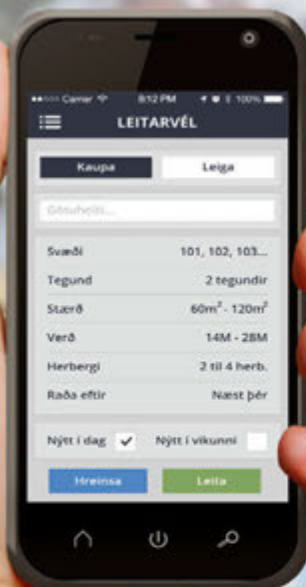 Carrier 8:12 PM 100%
LEITARVÉL
Kaupa Leiga
Götuheiti...
Svæði 101, 102, 103...
Tegund 2 tegundir
Stærð 60m² - 120m²
Verð 14M - 28M
Herbergi 2 til 4 herb.
Raða eftir Næst þér
Nýtt í dag Nýtt í vikunni
Hreinsa Leita